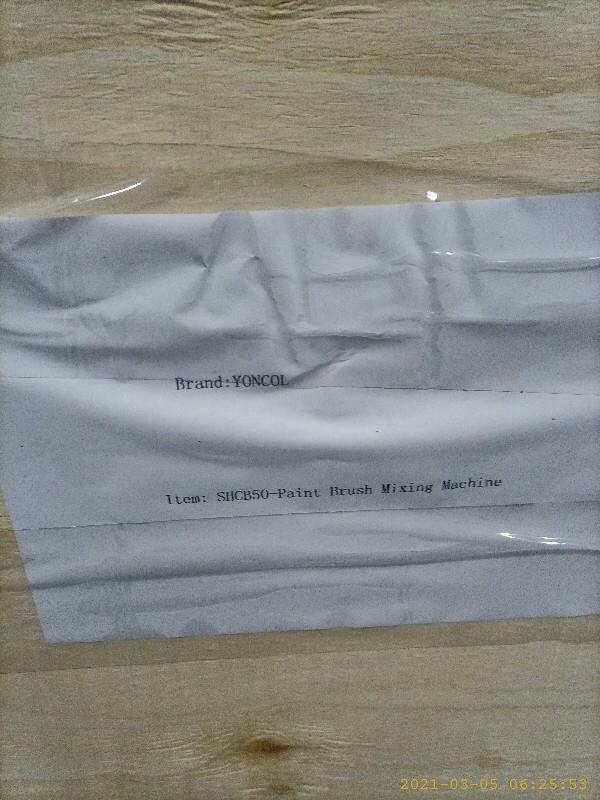 Brand:YONCOL
Item: SHCB50-Paint Brush Mixing Machine
2021-03-05 06:25:53